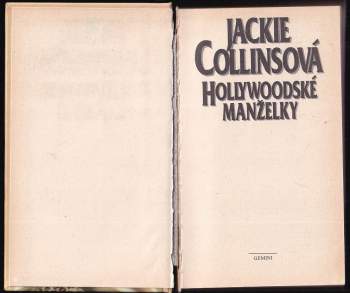 JACKIE
COLLINSOVÁ
HOLLYWOODSKÉ
MANŽELKY
GEMINI